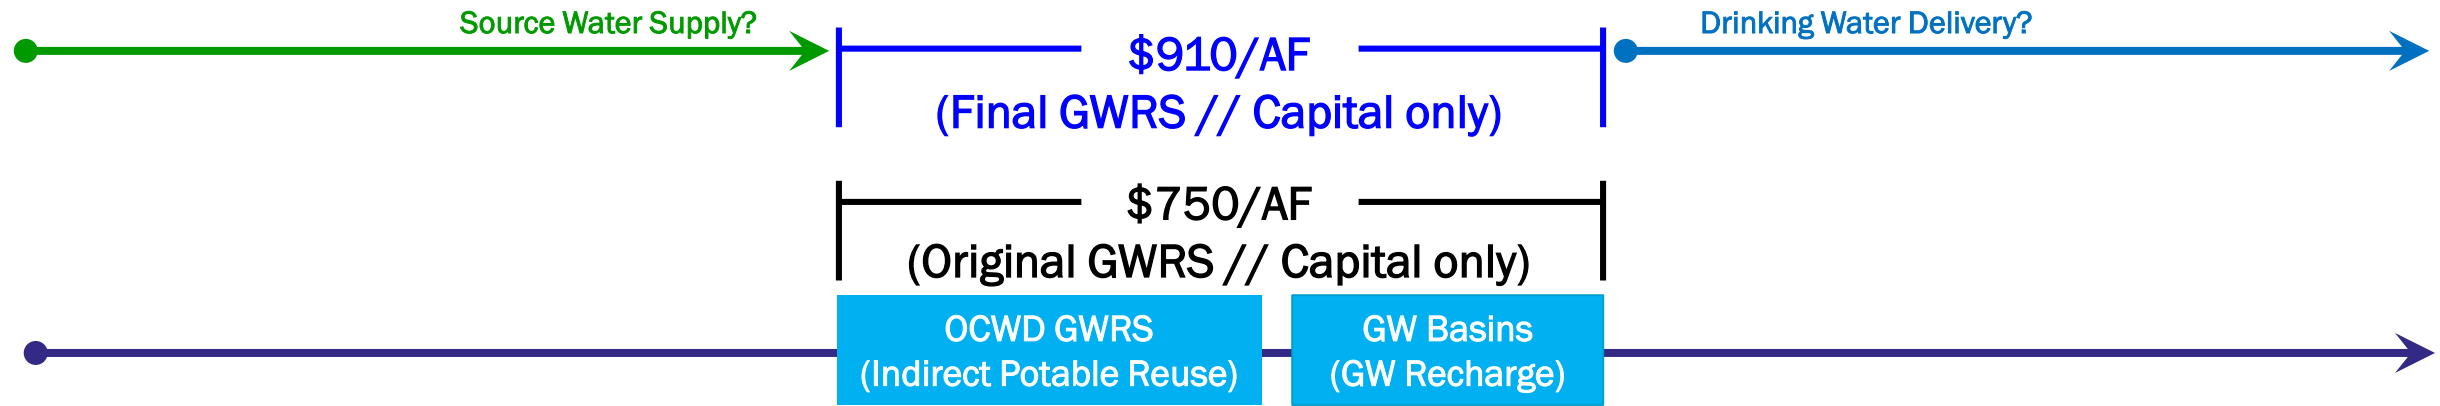 Source Water Supply?
Drinking Water Delivery?
$910/AF
(Final GWRS // Capital only)
$750/AF
(Original GWRS // Capital only)
OCWD GWRS
(Indirect Potable Reuse)
GW Basins
(GW Recharge)